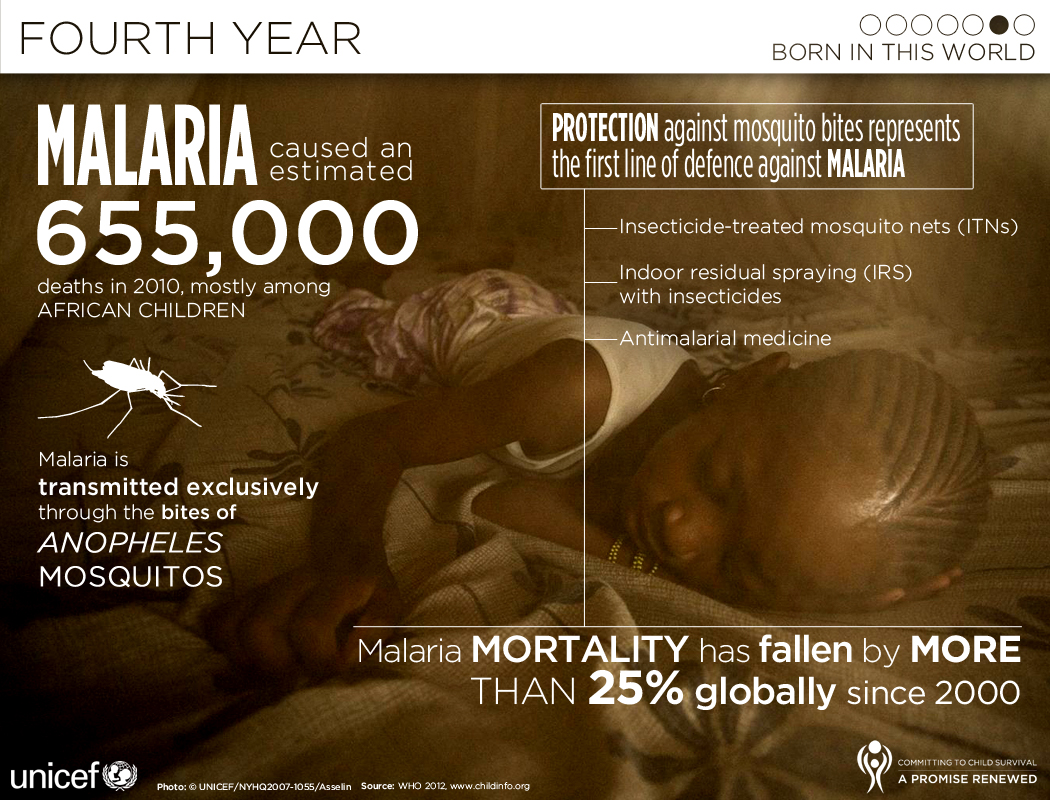 FOURTH YEAR
BORN IN THIS WORLD
MALARIA caused an
estimated
655,000
deaths in 2010, mostly among
AFRICAN CHILDREN
Malaria is
transmitted exclusively
through the bites of
ANOPHELES
MOSQUITOS
PROTECTION against mosquito bites represents
the first line of defence against MALARIA
Insecticide-treated mosquito nets (ITNs)
Indoor residual spraying (IRS)
with insecticides
Antimalarial medicine
Malaria MORTALITY has fallen by MORE
THAN 25% globally since 2000
unicef
Photo: © UNICEF/NYHQ2007-1055/Asselin Source: WHO 2012, www.childinfo.org
COMMITTING TO CHILD SURVIVAL
A PROMISE RENEWED